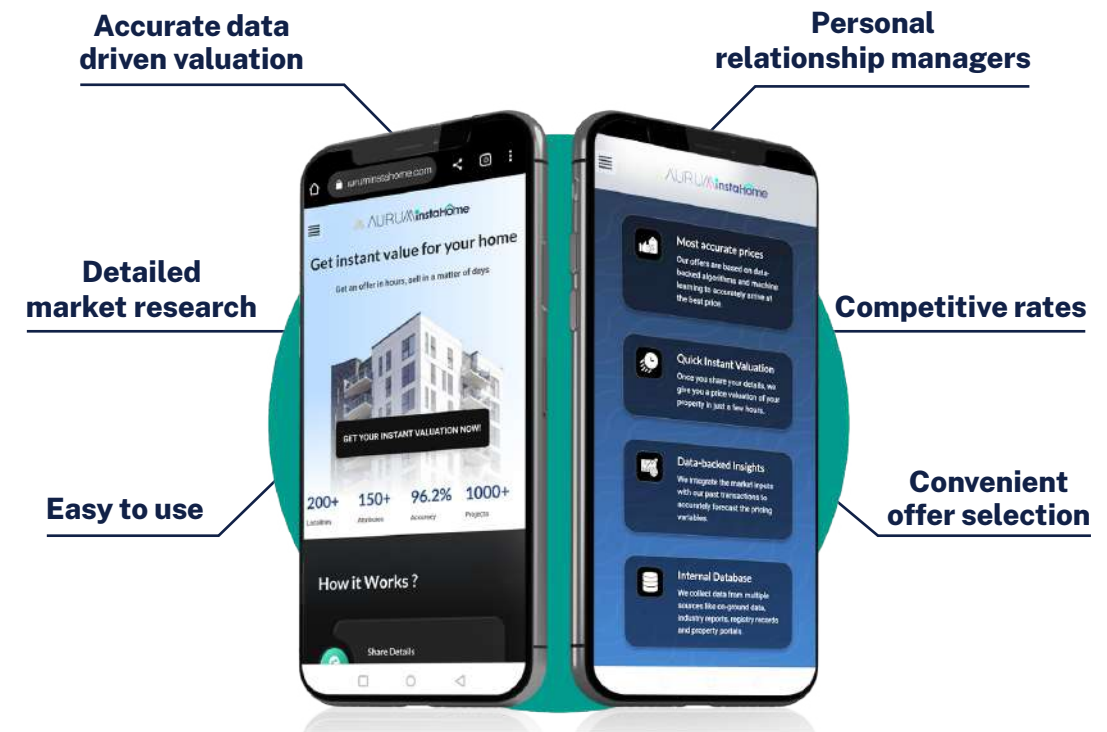 Accurate data
driven valuation
Personal
relationship managers
Detailed
market research
Competitive rates
Easy to use
Convenient
offer selection
auruminstahome.com
AURUM instaHome
Get instant value for your home
Get an offer in hours, sell in a matter of days
GET YOUR INSTANT VALUATION NOW!
200+ 150+ 96.2% 1000+
Localities Attributes Accuracy Projects
How it Works ?
Share Details
AURUM instaHome
Most accurate prices
Our offers are based on data-
backed algorithms and machine
learning to accurately arrive at
the best price.
Quick Instant Valuation
Once you share your details, we
give you a price valuation of your
property in just a few hours.
Data-backed Insights
We integrate the market inputs
with our past transactions to
accurately forecast the pricing
variables.
Internal Database
We collect data from multiple
sources like on-ground data,
industry reports, registry records
and property portals.